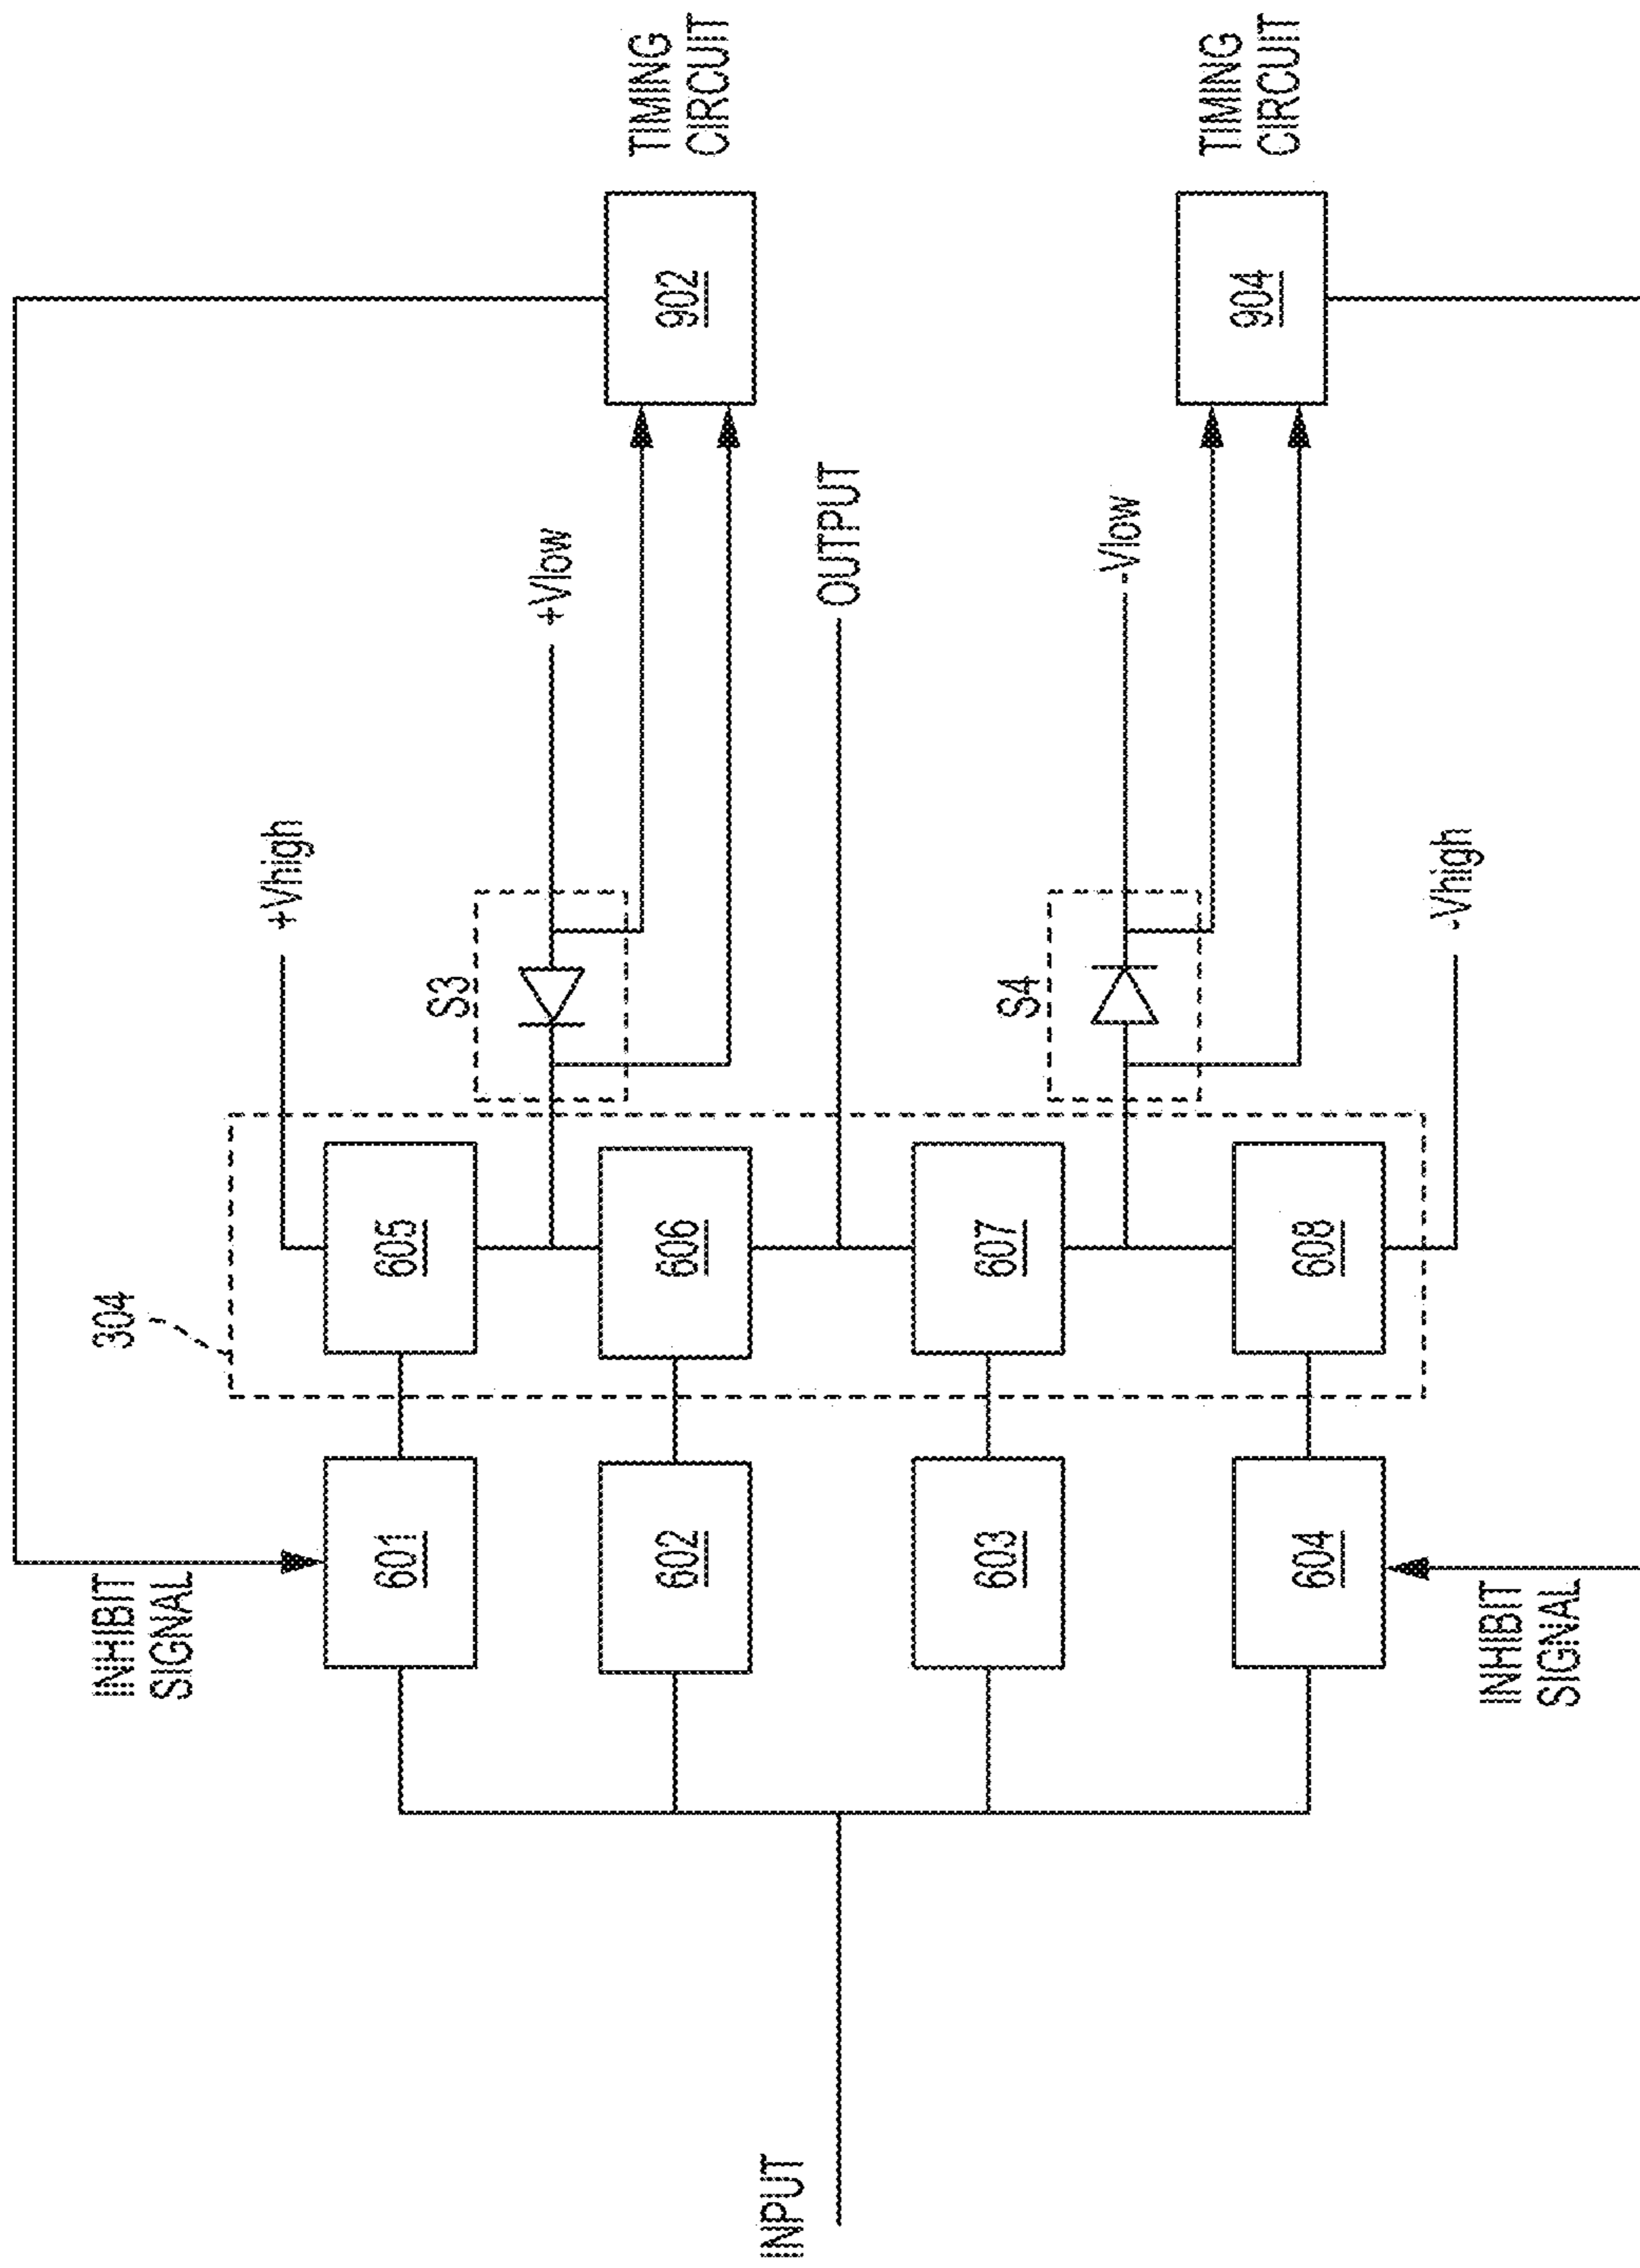 INHIBIT
SIGNAL
304
+Vhigh
601
605
S3
+Vlow
602
606
902
TIMING
CIRCUIT
INPUT
OUTPUT
603
607
S4
-Vlow
904
TIMING
CIRCUIT
604
608
-Vhigh
INHIBIT
SIGNAL